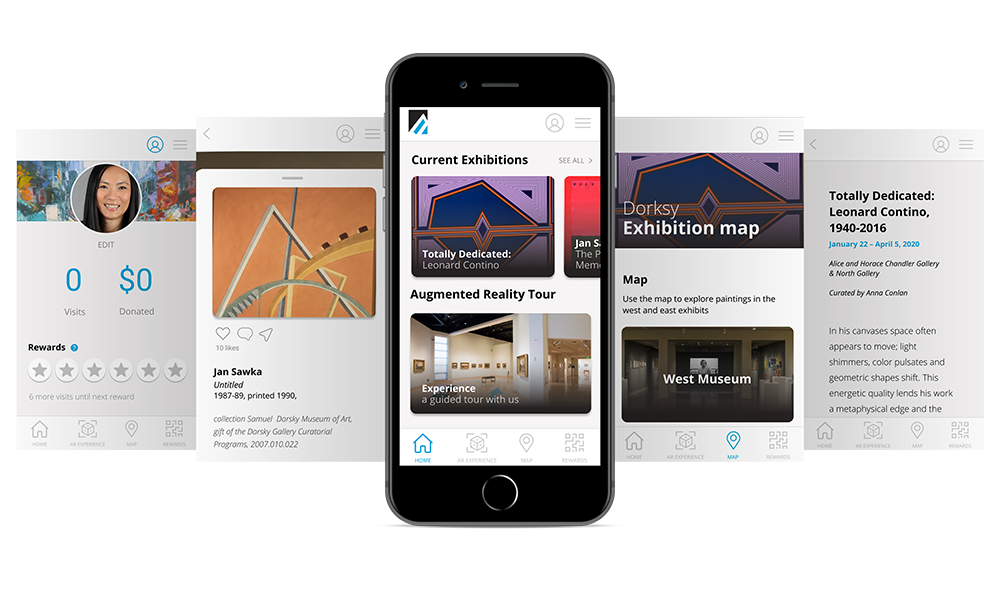 EDIT
0
$0
Visits
Donated
Rewards ?
6 more visits until next reward
HOME
AR EXPERIENCE
MAP
REWARDS
10 likes
Jan Sawka
Untitled
1987-89, printed 1990,
collection Samuel Dorsky Museum of Art,
gift of the Dorsky Gallery Curatorial
Programs, 2007.010.022
Current Exhibitions
SEE ALL >
Totally Dedicated:
Leonard Contino
Jan Sa
The P
Memo
Augmented Reality Tour
Experience
a guided tour with us
HOME
AR EXPERIENCE
MAP
REWARDS
Dorksy
Exhibition map
Map
Use the map to explore paintings in the
west and east exhibits
West Museum
HOME
AR EXPERIENCE
MAP
REWARDS
Totally Dedicated:
Leonard Contino,
1940-2016
January 22 – April 5, 2020
Alice and Horace Chandler Gallery
& North Gallery
Curated by Anna Conlan
In his canvases space often
appears to move; light
shimmers, color pulsates and
geometric shapes shift. This
energetic quality lends his work
a metaphysical edge and the
HOME
AR EXPERIENCE
MAP
REWARDS